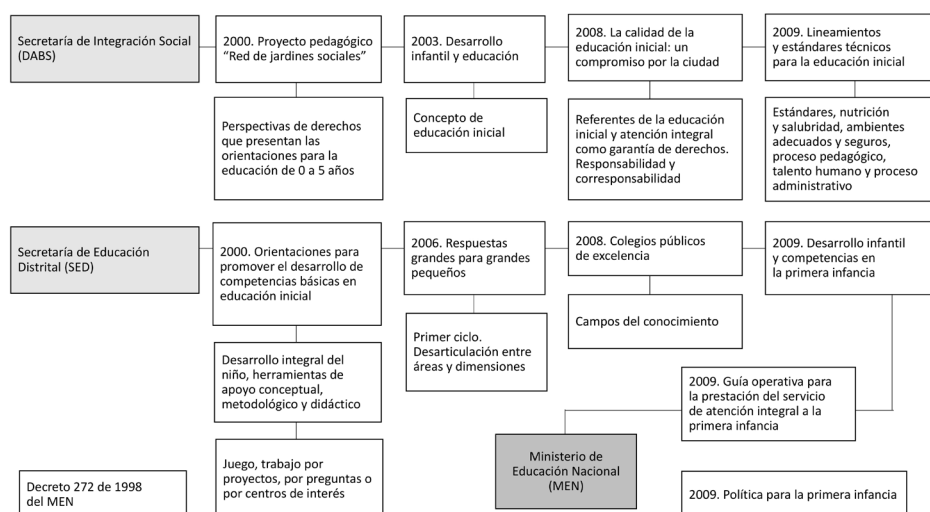 Secretaría de Integración Social
(DABS)
2000. Proyecto pedagógico
“Red de jardines sociales”
2003. Desarrollo
infantil y educación
2008. La calidad de la
educación inicial: un
compromiso por la ciudad
2009. Lineamientos
y estándares técnicos
para la educación inicial
Perspectivas de derechos
que presentan las
orientaciones para la
educación de 0 a 5 años
Concepto de
educación inicial
Referentes de la educación
inicial y atención integral
como garantía de derechos.
Responsabilidad y
corresponsabilidad
Estándares, nutrición
y salubridad, ambientes
adecuados y seguros,
proceso pedagógico,
talento humano y proceso
administrativo
Secretaría de Educación
Distrital (SED)
2000. Orientaciones para
promover el desarrollo de
competencias básicas en
educación inicial
2006. Respuestas
grandes para grandes
pequeños
2008. Colegios públicos
de excelencia
2009. Desarrollo infantil
y competencias en
la primera infancia
Desarrollo integral del
niño, herramientas de
apoyo conceptual,
metodológico y didáctico
Primer ciclo.
Desarticulación entre
áreas y dimensiones
Campos del conocimiento
2009. Guía operativa para
la prestación del servicio
de atención integral a la
primera infancia
Juego, trabajo por
proyectos, por preguntas o
por centros de interés
Ministerio de
Educación Nacional
(MEN)
Decreto 272 de 1998
del MEN
2009. Política para la primera infancia